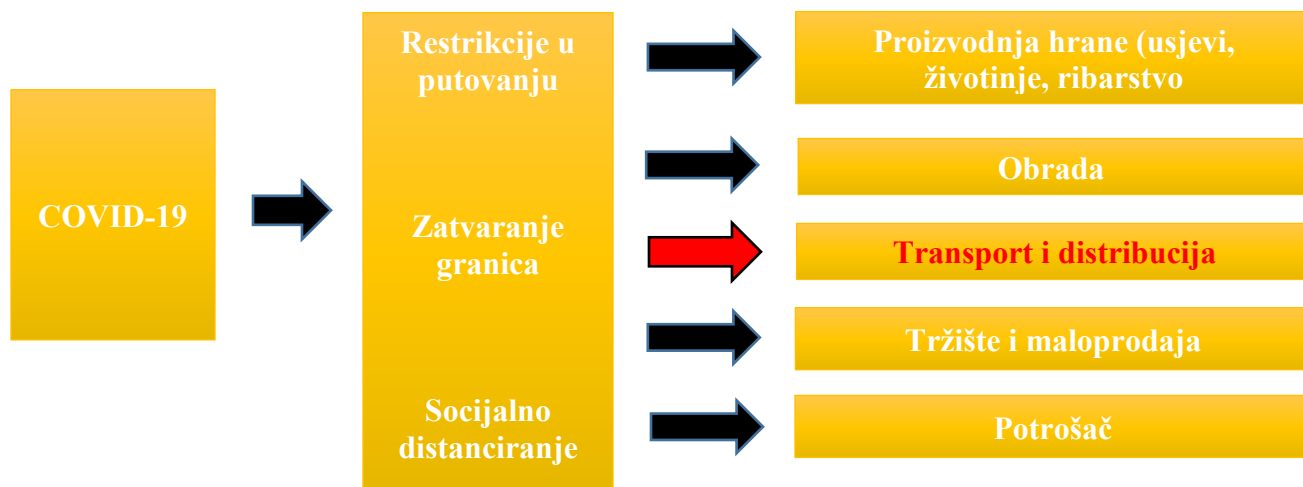 COVID-19
Restrikcije u
putovanju
Zatvaranje
granica
Socijalno
distanciranje
Proizvodnja hrane (usjevi,
životinje, ribarstvo
Obrada
Transport i distribucija
Tržište i maloprodaja
Potrošač